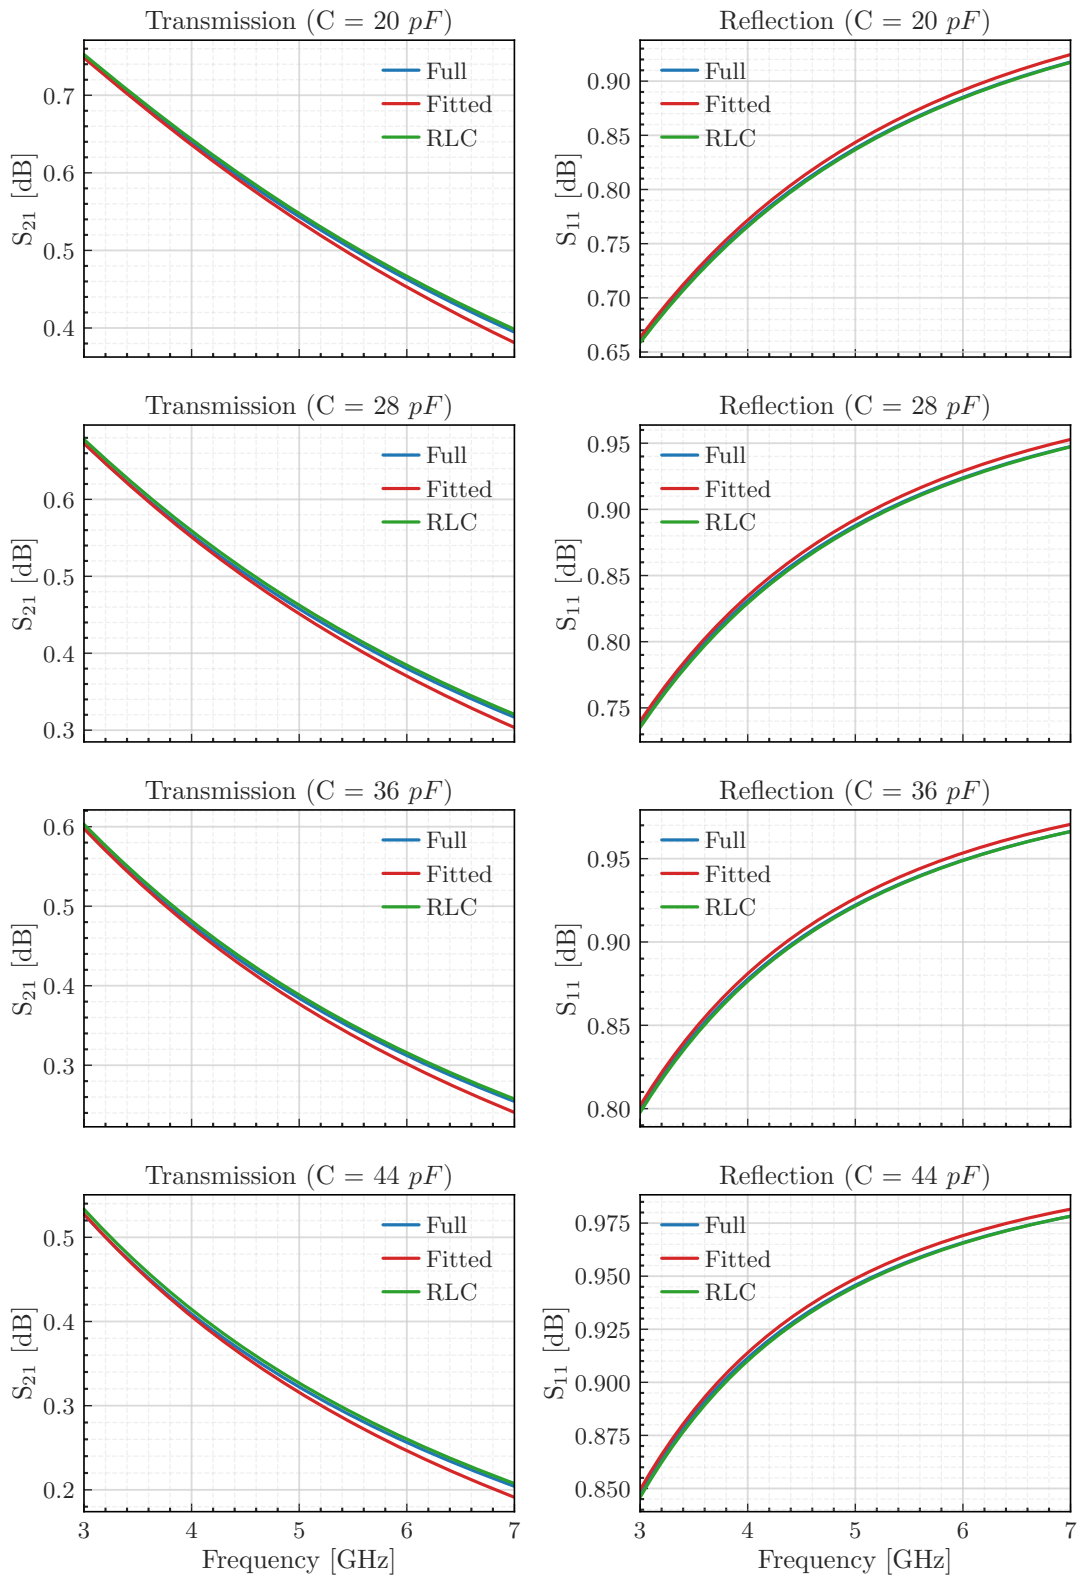 Transmission (C = 20 pF)
S21 [dB]
0.7
0.6
0.5
0.4
Full
Fitted
RLC
Reflection (C = 20 pF)
S11 [dB]
0.90
0.85
0.80
0.75
0.70
0.65
Full
Fitted
RLC
Transmission (C = 28 pF)
S21 [dB]
0.6
0.5
0.4
0.3
Full
Fitted
RLC
Reflection (C = 28 pF)
S11 [dB]
0.95
0.90
0.85
0.80
0.75
Full
Fitted
RLC
Transmission (C = 36 pF)
S21 [dB]
0.6
0.5
0.4
0.3
Full
Fitted
RLC
Reflection (C = 36 pF)
S11 [dB]
0.95
0.90
0.85
0.80
Full
Fitted
RLC
Transmission (C = 44 pF)
S21 [dB]
0.5
0.4
0.3
0.2
Full
Fitted
RLC
3 4 5 6 7
Frequency [GHz]
Reflection (C = 44 pF)
S11 [dB]
0.975
0.950
0.925
0.900
0.875
0.850
Full
Fitted
RLC
3 4 5 6 7
Frequency [GHz]